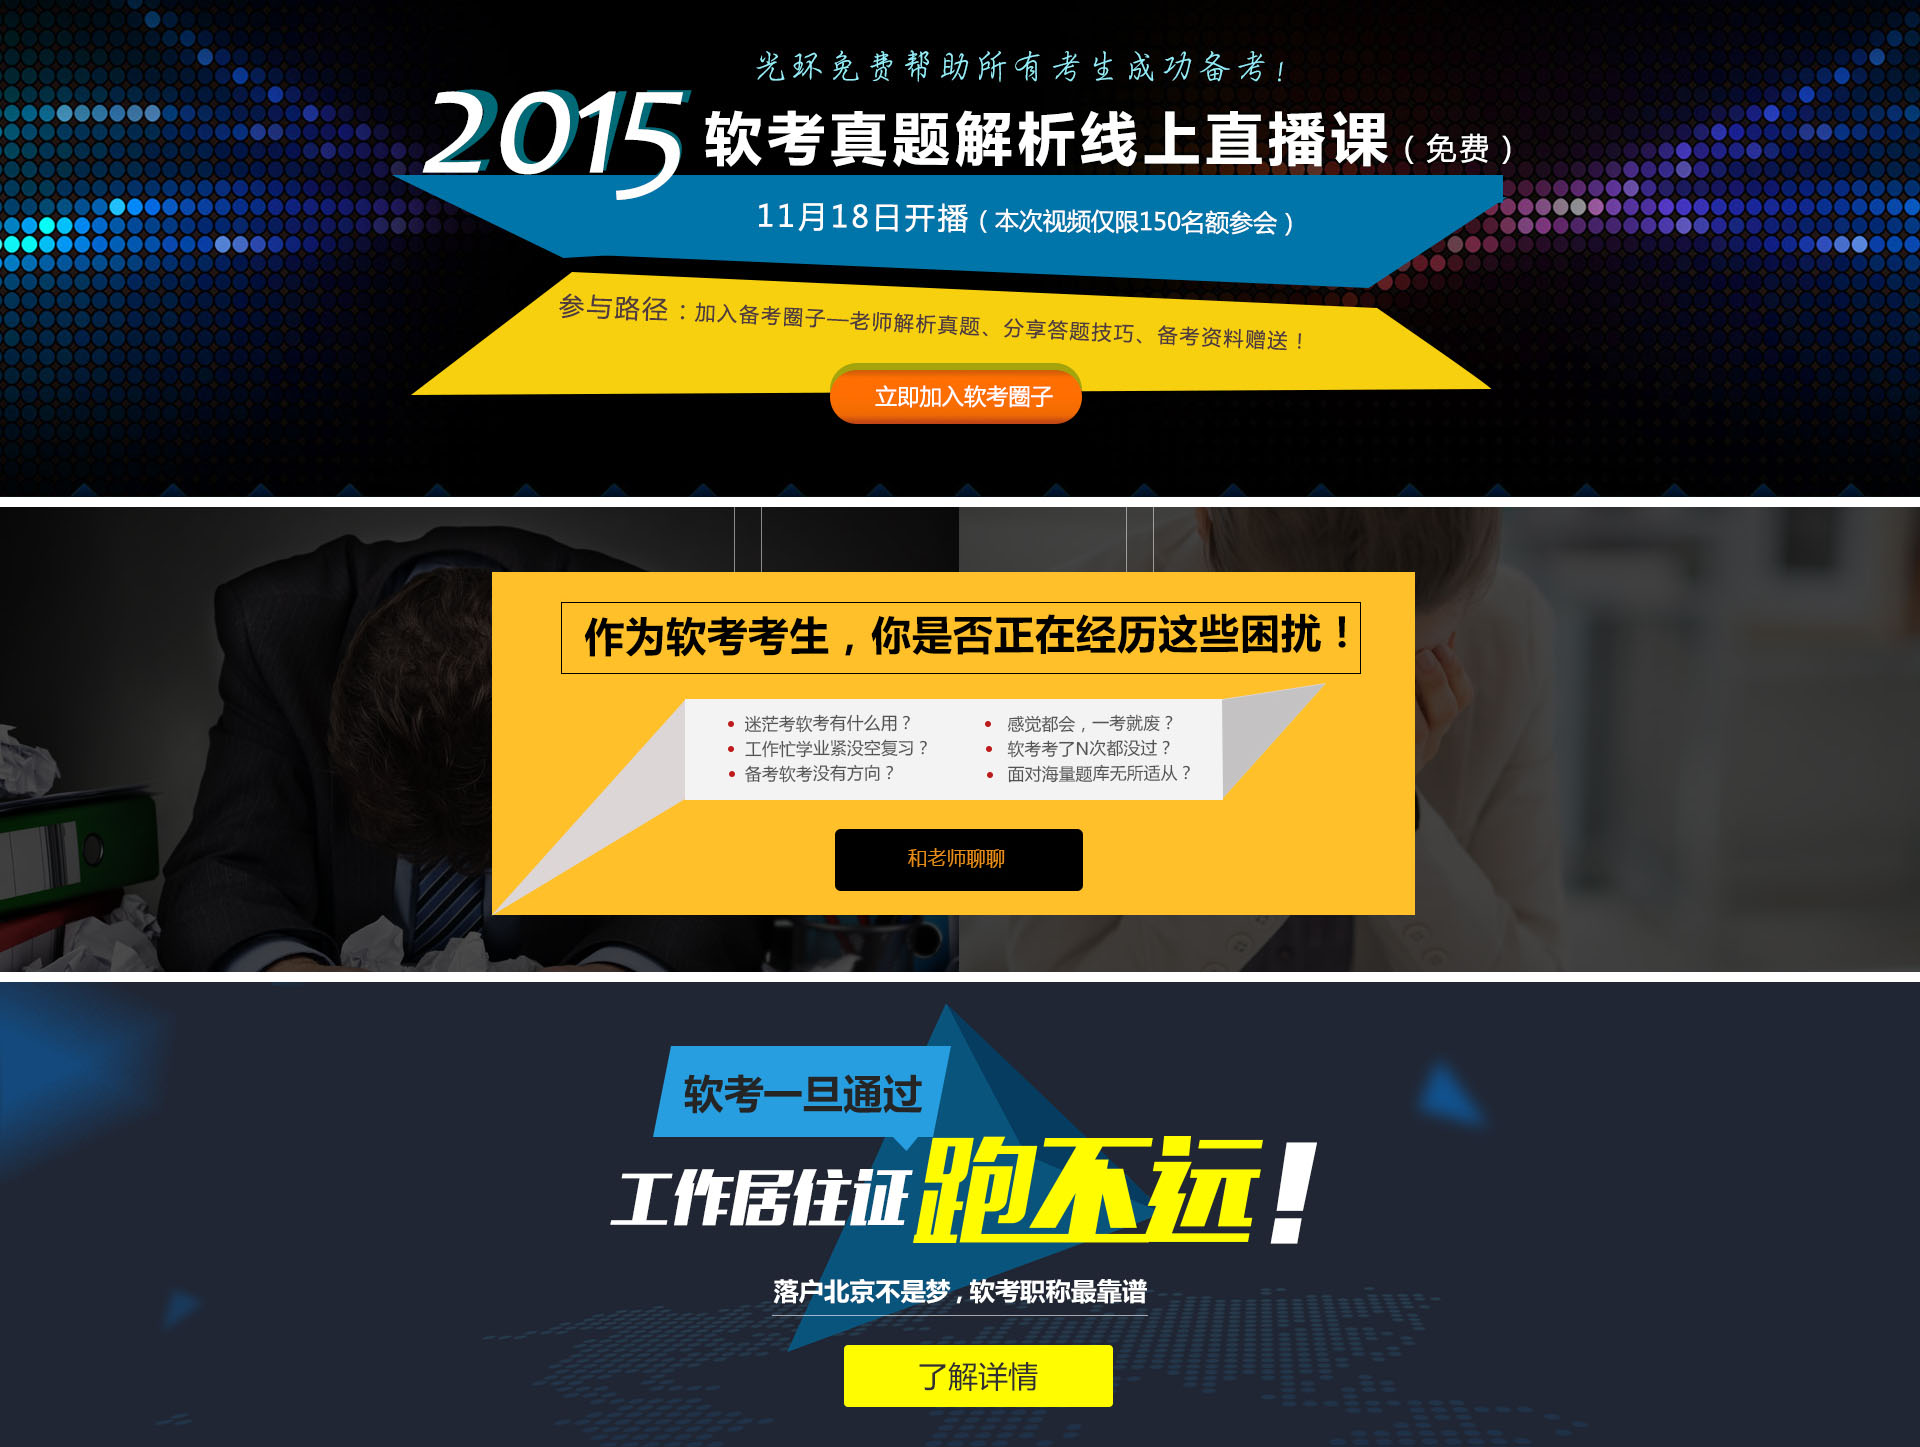 光环免费帮助所有考生成功备考！
2015 软考真题解析线上直播课（免费）
11月18日开播（本次视频仅限150名额参会）
参与路径：加入备考圈子—老师解析真题、分享答题技巧、备考资料赠送！
立即加入软考圈子
作为软考考生，你是否正在经历这些困扰！
迷茫考软考有什么用？
工作忙学业紧没空复习？
备考软考没有方向？
感觉都会，一考就废？
软考考了N次都没过？
面对海量题库无所适从？
和老师聊聊
软考一旦通过
工作居住证跑不远！
落户北京不是梦，软考职称最靠谱
了解详情